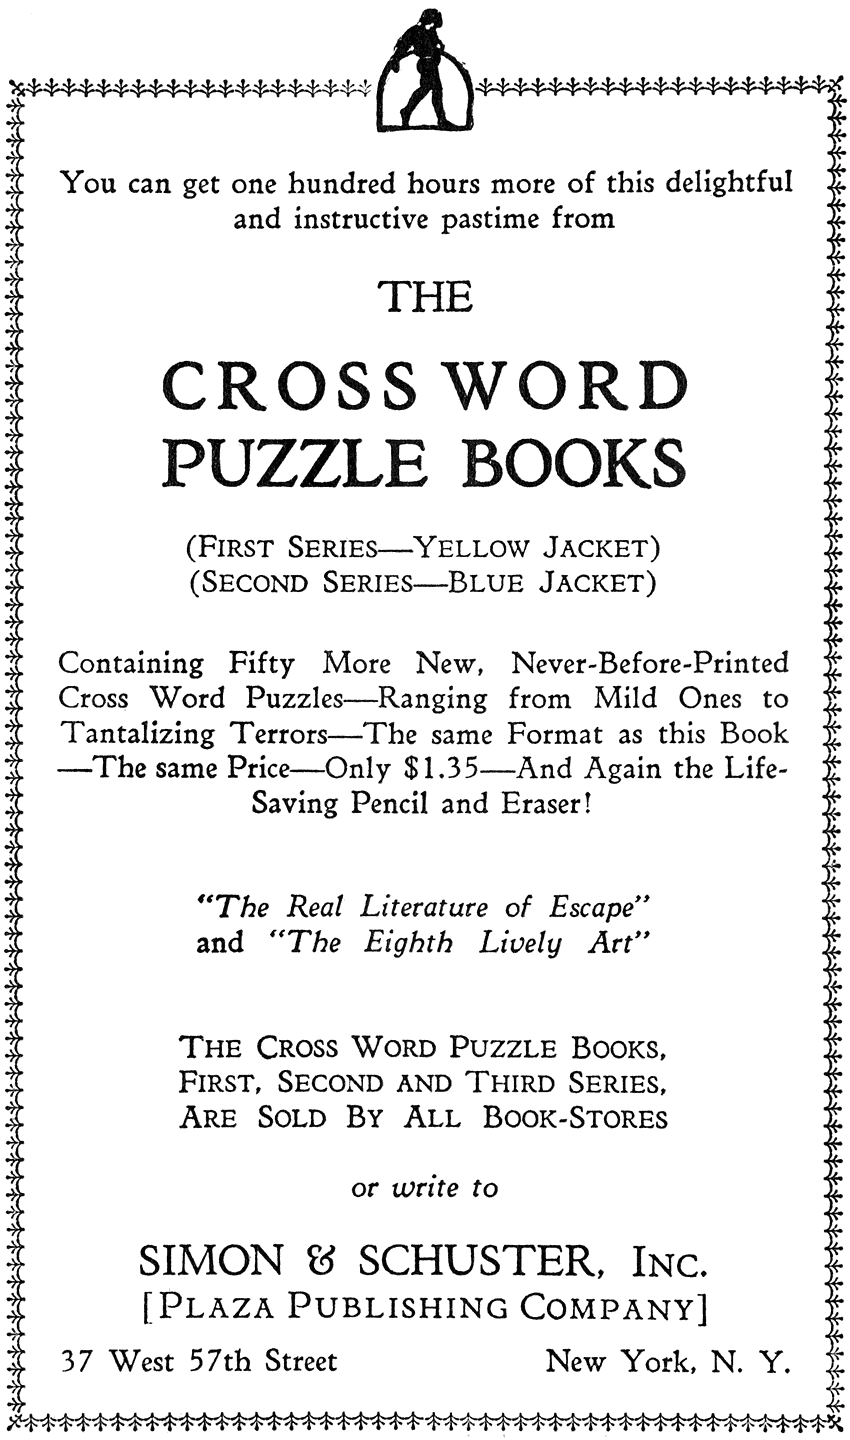 You can get one hundred hours more of this delightful
and instructive pastime from
THE
CROSS WORD
PUZZLE BOOKS
(FIRST SERIES—YELLOW JACKET)
(SECOND SERIES—BLUE JACKET)
Containing Fifty More New, Never-Before-Printed
Cross Word Puzzles—Ranging from Mild Ones to
Tantalizing Terrors—The same Format as this Book
—The same Price—Only $1.35—And Again the Life-
Saving Pencil and Eraser!
“The Real Literature of Escape”
and “The Eighth Lively Art”
THE CROSS WORD PUZZLE BOOKS,
FIRST, SECOND AND THIRD SERIES,
ARE SOLD BY ALL BOOK-STORES
or write to
SIMON & SCHUSTER, INC.
[PLAZA PUBLISHING COMPANY]
37 West 57th Street New York, N. Y.